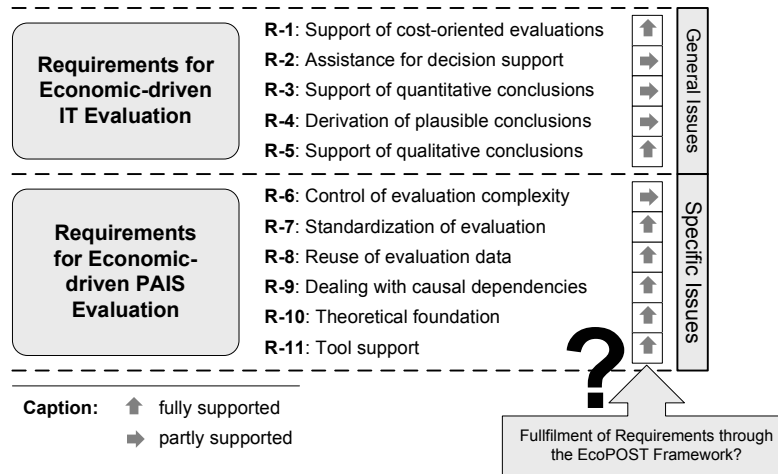 Requirements for
Economic-driven
IT Evaluation
R-1: Support of cost-oriented evaluations
R-2: Assistance for decision support
R-3: Support of quantitative conclusions
R-4: Derivation of plausible conclusions
R-5: Support of qualitative conclusions
General Issues
Requirements
for Economic-
driven PAIS
Evaluation
R-6: Control of evaluation complexity
R-7: Standardization of evaluation
R-8: Reuse of evaluation data
R-9: Dealing with causal dependencies
R-10: Theoretical foundation
R-11: Tool support
Specific Issues
?
Caption:
fully supported
partly supported
Fullfilment of Requirements through
the EcoPOST Framework?